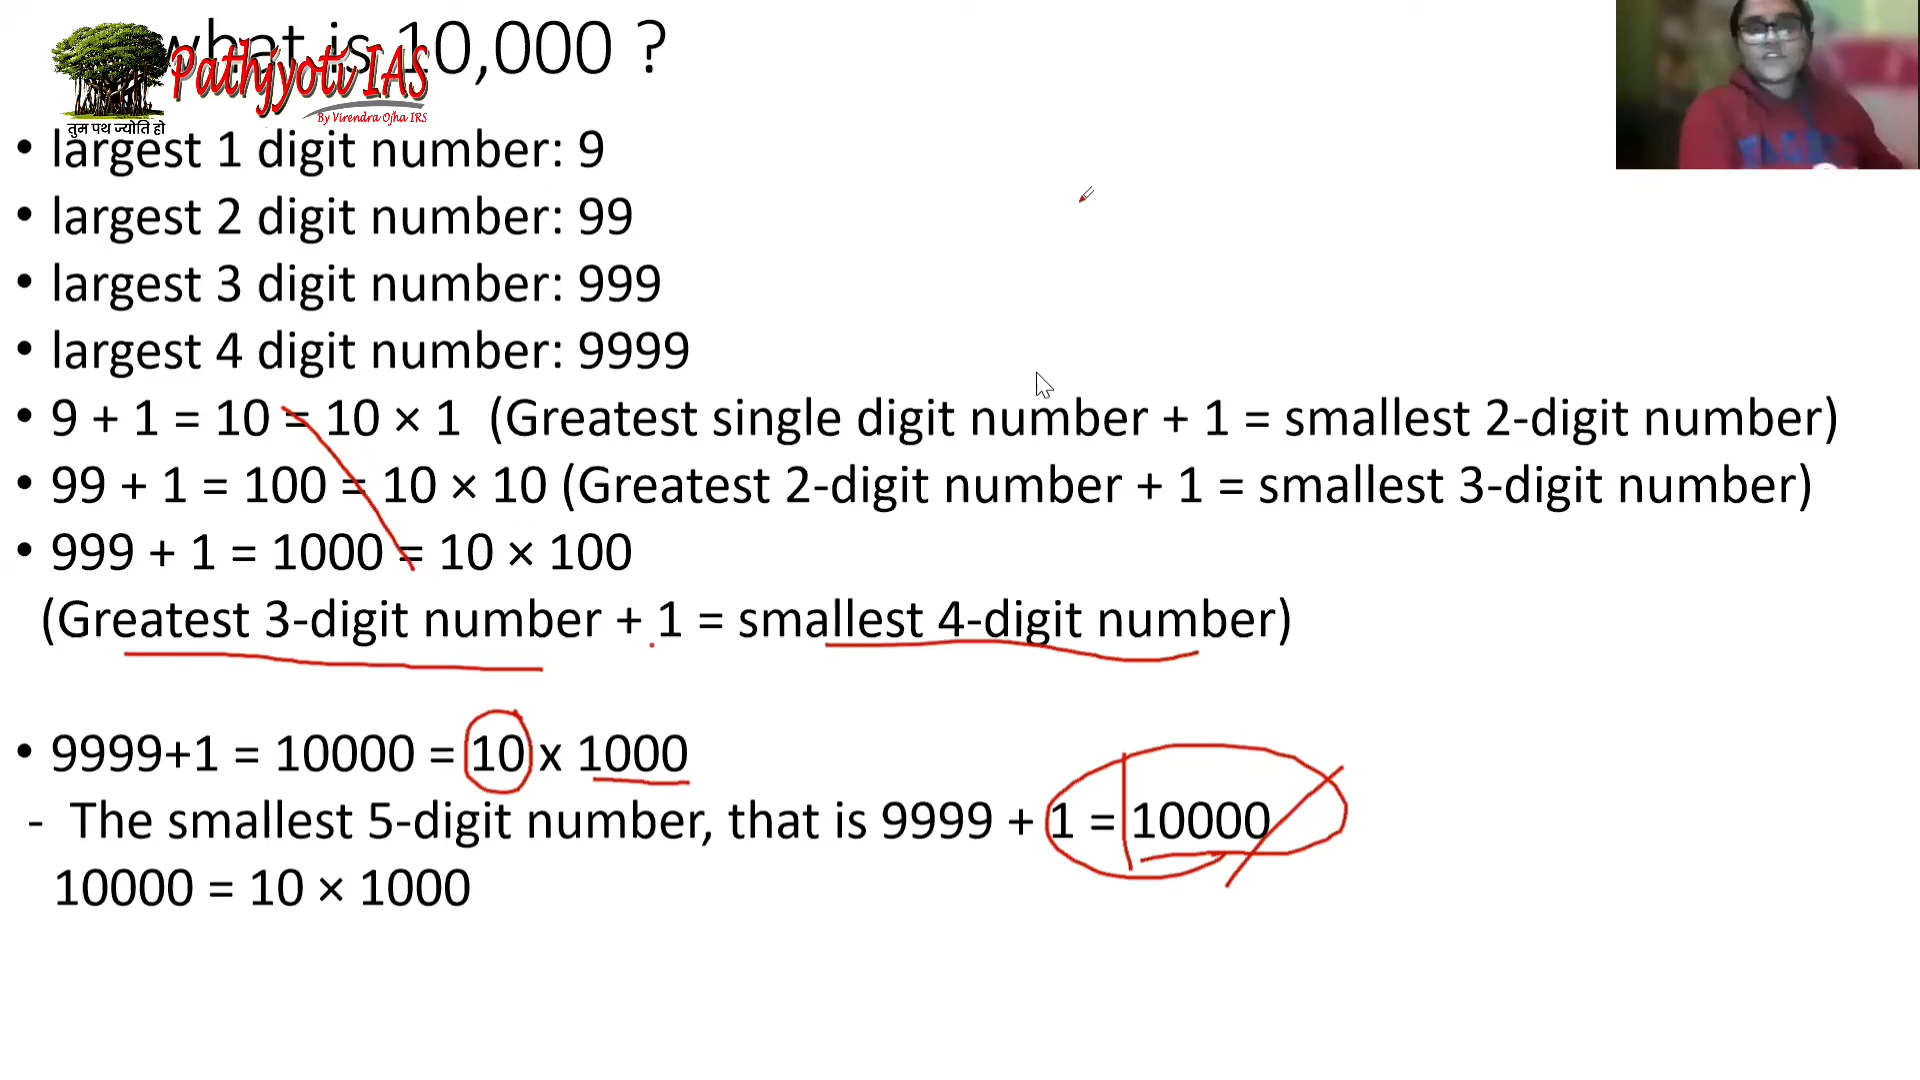 what is 10,000 ?
Pathjyoti IAS
By Virendra Ojha IRS
तुम पथ ज्योति हो
• largest 1 digit number: 9
• largest 2 digit number: 99
• largest 3 digit number: 999
• largest 4 digit number: 9999
• 9 + 1 = 10 = 10 × 1 (Greatest single digit number + 1 = smallest 2-digit number)
• 99 + 1 = 100 = 10 × 10 (Greatest 2-digit number + 1 = smallest 3-digit number)
• 999 + 1 = 1000 = 10 × 100
(Greatest 3-digit number + 1 = smallest 4-digit number)
• 9999+1 = 10000 = 10 x 1000
- The smallest 5-digit number, that is 9999 + 1 = 10000
10000 = 10 × 1000